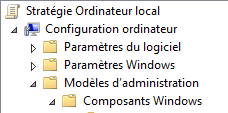 Stratégie Ordinateur local
Configuration ordinateur
Paramètres du logiciel
Paramètres Windows
Modèles d'administration
Composants Windows